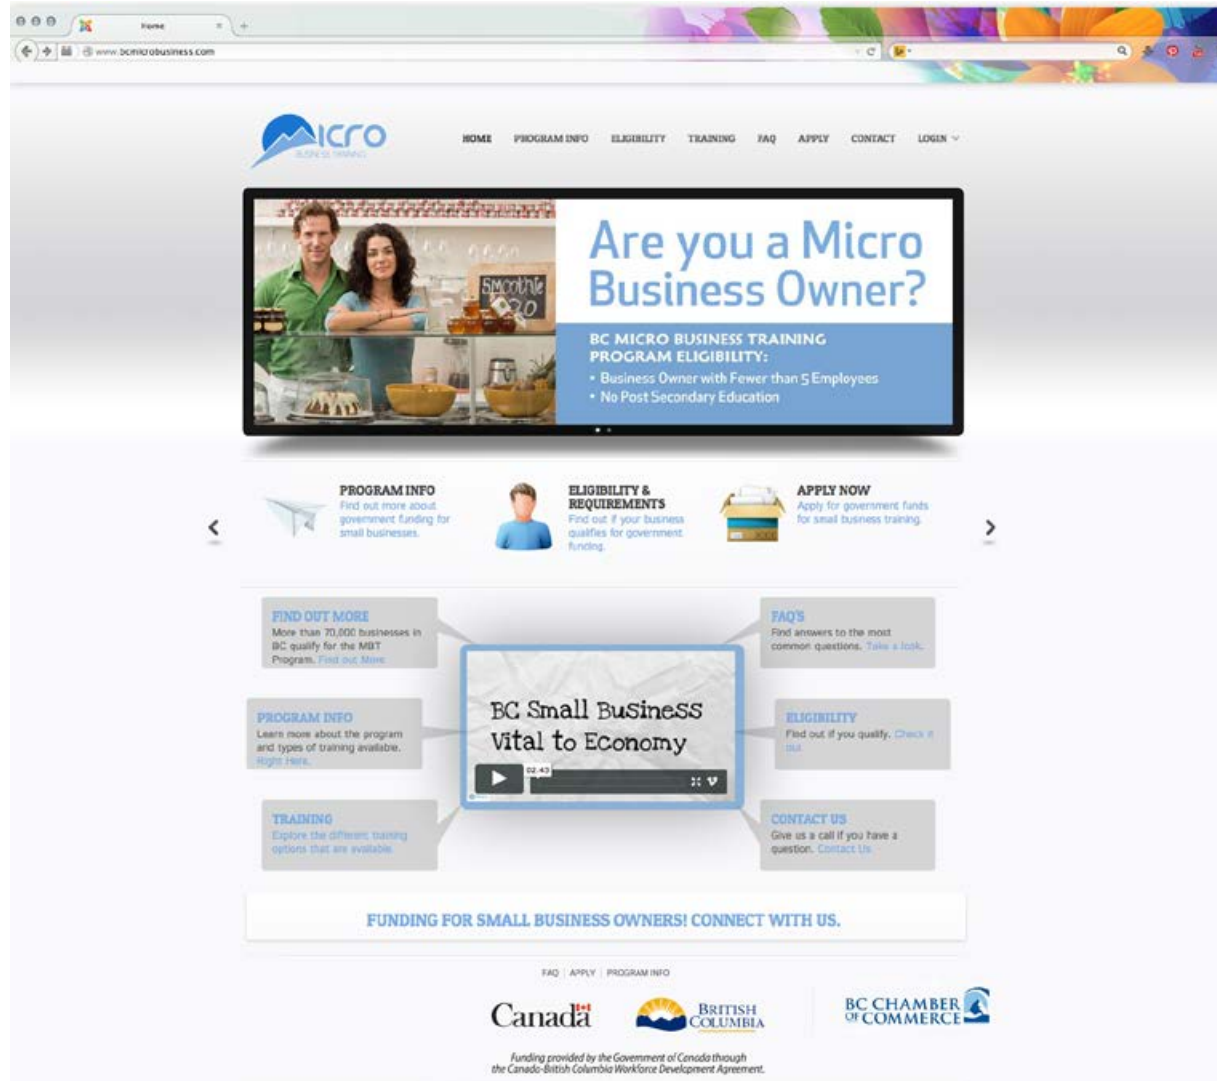 Home
www.bcmicrobusiness.com
MICRO
BUSINESS TRAINING
HOME PROGRAM INFO ELIGIBILITY TRAINING FAQ APPLY CONTACT LOGIN
Smoothie
Are you a Micro
Business Owner?
BC MICRO BUSINESS TRAINING
PROGRAM ELIGIBILITY:
• Business Owner with Fewer than 5 Employees
• No Post Secondary Education
PROGRAM INFO
Find out more about
government funding for
small businesses.
ELIGIBILITY &
REQUIREMENTS
Find out if your business
qualifies for government
funding.
APPLY NOW
Apply for government funds
for small business training.
FIND OUT MORE
More than 70,000 businesses in
BC qualify for the MBT
Program. Find out More
PROGRAM INFO
Learn more about the program
and types of training available.
Right Here.
TRAINING
Explore the different training
options that are available.
BC Small Business
Vital to Economy
02:43
FAQ'S
Find answers to the most
common questions. Take a look.
ELIGIBILITY
Find out if you qualify. Check it
out
CONTACT US
Give us a call if you have a
question. Contact Us
FUNDING FOR SMALL BUSINESS OWNERS! CONNECT WITH US.
FAQ | APPLY | PROGRAM INFO
Canada
BRITISH
COLUMBIA
BC CHAMBER
OF COMMERCE
Funding provided by the Government of Canada through
the Canada-British Columbia Workforce Development Agreement.